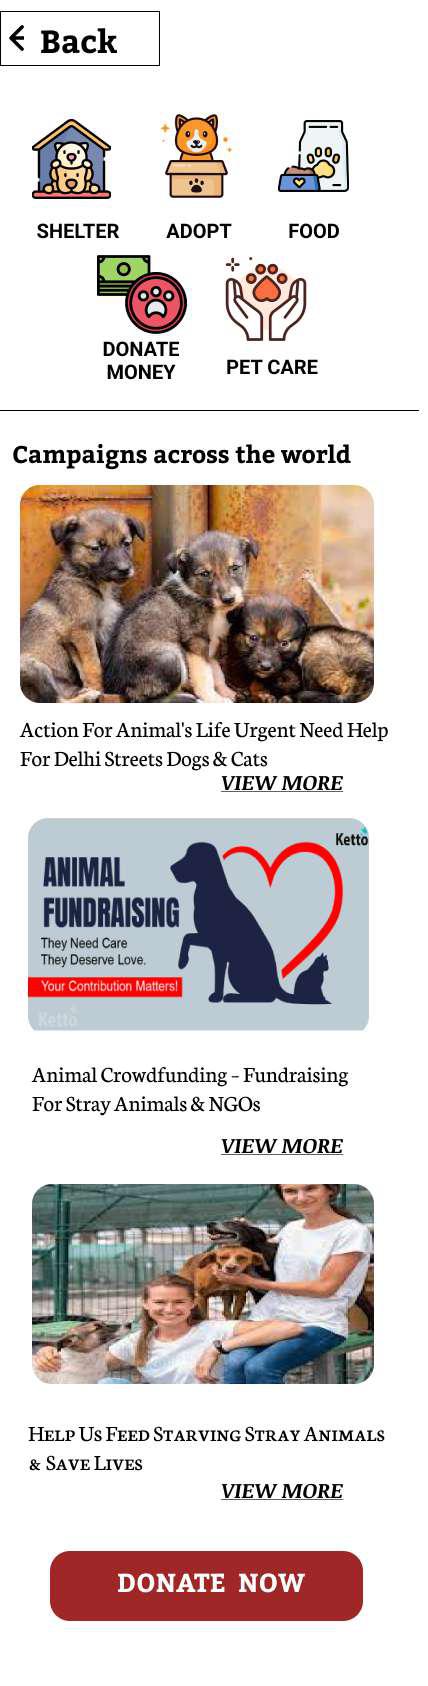 Back
SHELTER
ADOPT
FOOD
DONATE
MONEY
PET CARE
Campaigns across the world
Action For Animal's Life Urgent Need Help
For Delhi Streets Dogs & Cats
VIEW MORE
Ketto
ANIMAL
FUNDRAISING
They Need Care
They Deserve Love.
Your Contribution Matters!
Ketto
Animal Crowdfunding – Fundraising
For Stray Animals & NGOs
VIEW MORE
Help Us Feed Starving Stray Animals
& Save Lives
VIEW MORE
DONATE NOW